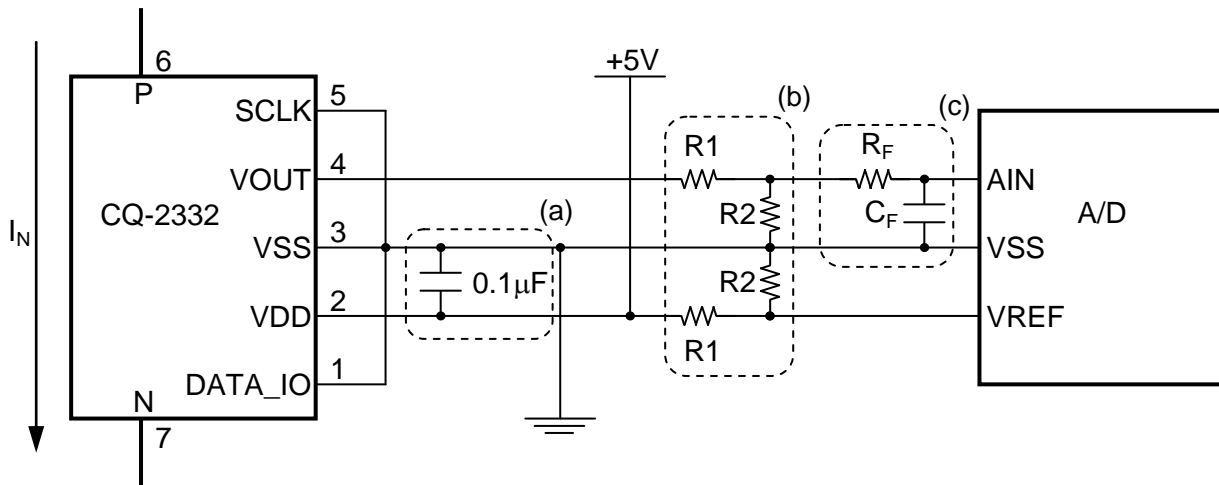 6
P
+5V
SCLK 5
(b)
(c)
R1
RF
VOUT 4
AIN
CQ-2332
(a)
R2
CF
A/D
IN
VSS 3
VSS
0.1μF
R2
VDD 2
VREF
R1
DATA_IO 1
N
7